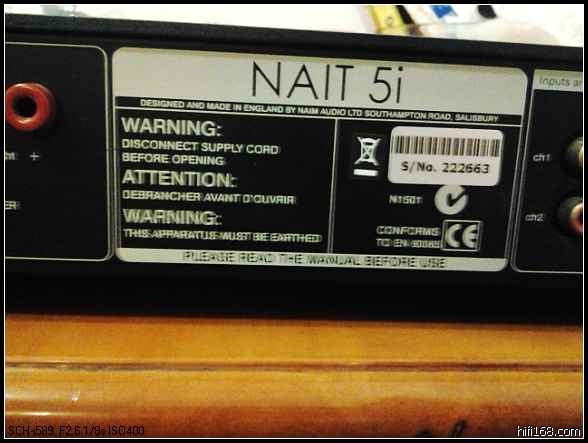 NAIT 5i
DESIGNED AND MADE IN ENGLAND BY NAIM AUDIO LTD SOUTHAMPTON ROAD, SALISBURY
WARNING:
DISCONNECT SUPPLY CORD
BEFORE OPENING
ATTENTION:
DEBRANCHER AVANT D'OUVRIR
WARNING:
THIS APPARATUS MUST BE EARTHED
S/No. 222663
N1501
CONFORMS
TO EN 60065
CE
PLEASE READ THE MANUAL BEFORE USE
+
Inputs
ch1
ch2
SCH-i589, F2.6,1/8s,ISO400
hifi168.com